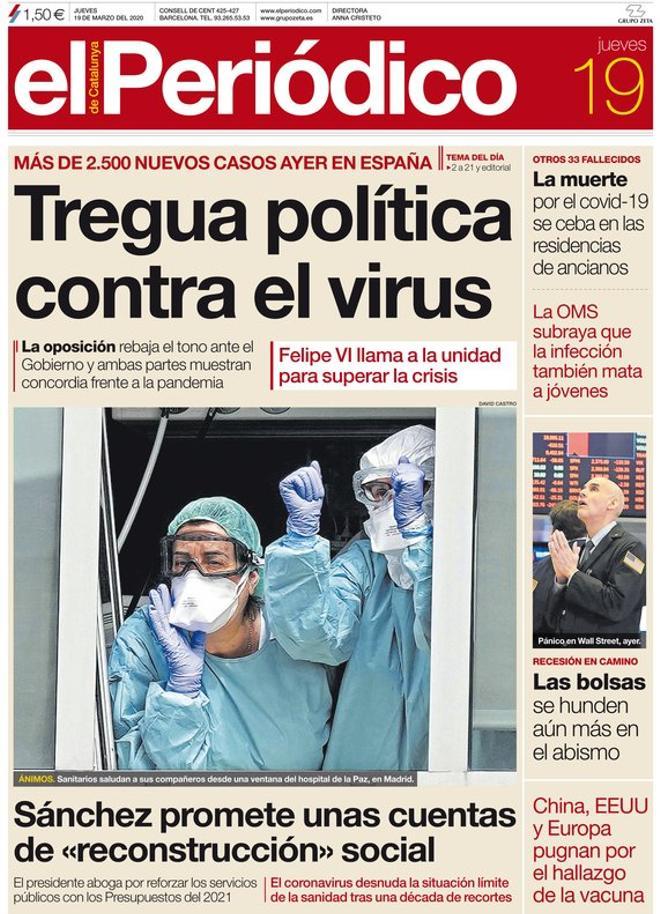 1,50 €
JUEVES
19 DE MARZO DEL 2020
CONSELL DE CENT 425-427
BARCELONA. TEL. 93.265.53.53
www.elperiodico.com
www.grupozeta.es
DIRECTORA
ANNA CRISTETO
GRUPO ZETA
el Periódico
de Catalunya
jueves
19
MÁS DE 2.500 NUEVOS CASOS AYER EN ESPAÑA
TEMA DEL DÍA
▸2 a 21 y editorial
Tregua política
contra el virus
La oposición rebaja el tono ante el
Gobierno y ambas partes muestran
concordia frente a la pandemia
Felipe VI llama a la unidad
para superar la crisis
DAVID CASTRO
ÁNIMOS. Sanitarios saludan a sus compañeros desde una ventana del hospital de la Paz, en Madrid.
Sánchez promete unas cuentas
de «reconstrucción» social
El presidente aboga por reforzar los servicios
públicos con los Presupuestos del 2021
El coronavirus desnuda la situación límite
de la sanidad tras una década de recortes
OTROS 33 FALLECIDOS
La muerte
por el covid-19
se ceba en las
residencias
de ancianos
La OMS
subraya que
la infección
también mata
a jóvenes
Pánico en Wall Street, ayer.
RECESIÓN EN CAMINO
Las bolsas
se hunden
aún más en
el abismo
China, EEUU
y Europa
pugnan por
el hallazgo
de la vacuna